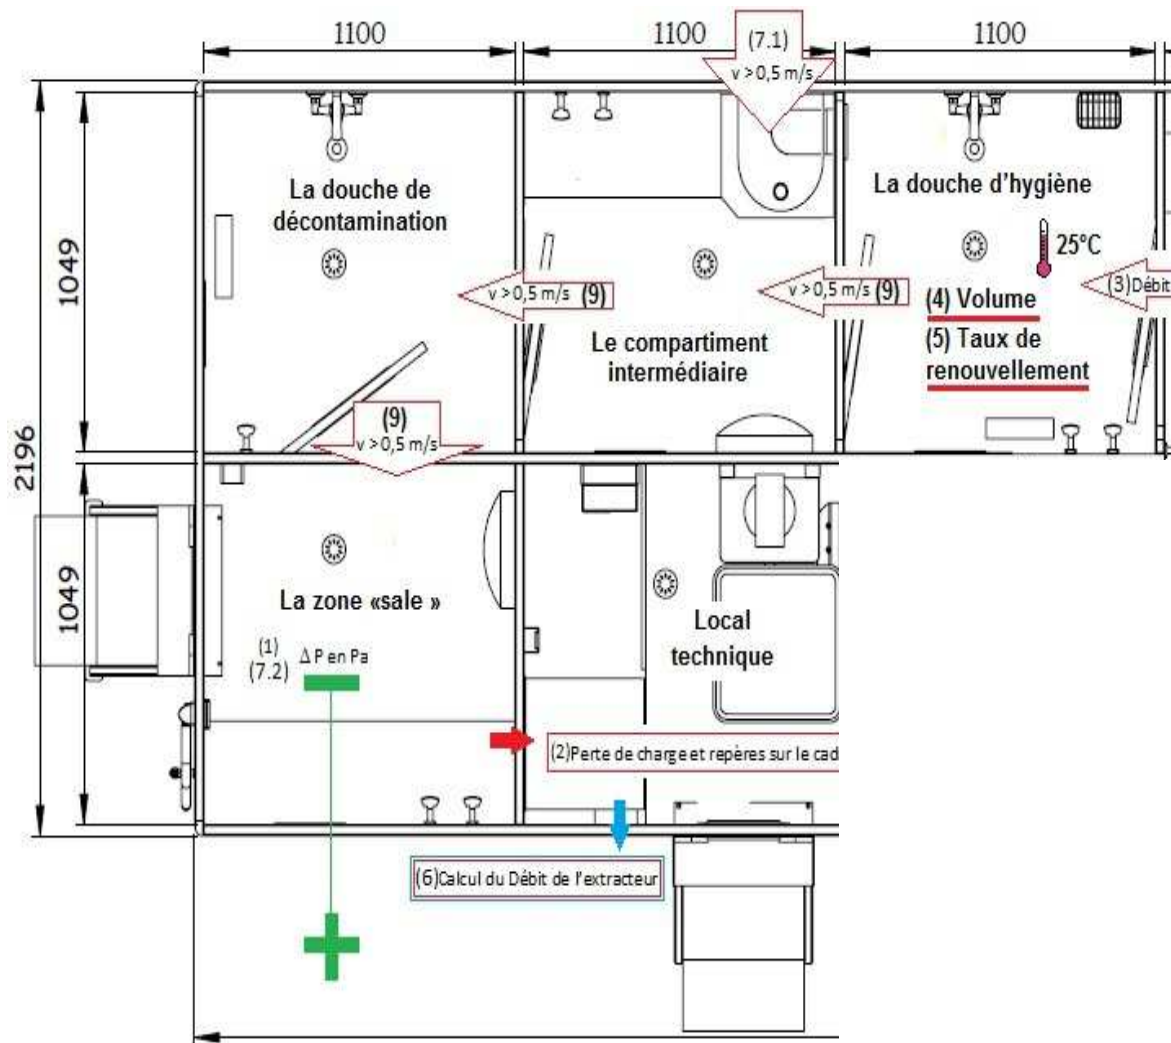 1100
1100
1100
(7.1)
v > 0,5 m/s
La douche de
décontamination
La douche d'hygiène
25°C
1049
v > 0,5 m/s (9)
v > 0,5 m/s (9)
(3)Débit
(4) Volume
(5) Taux de
renouvellement
Le compartiment
intermédiaire
(9)
v > 0,5 m/s
2196
1049
La zone «sale »
(1)
(7.2)
Δ P en Pa
Local
technique
(2)Perte de charge et repères sur le cad
(6)Calcul du Débit de l'extracteur